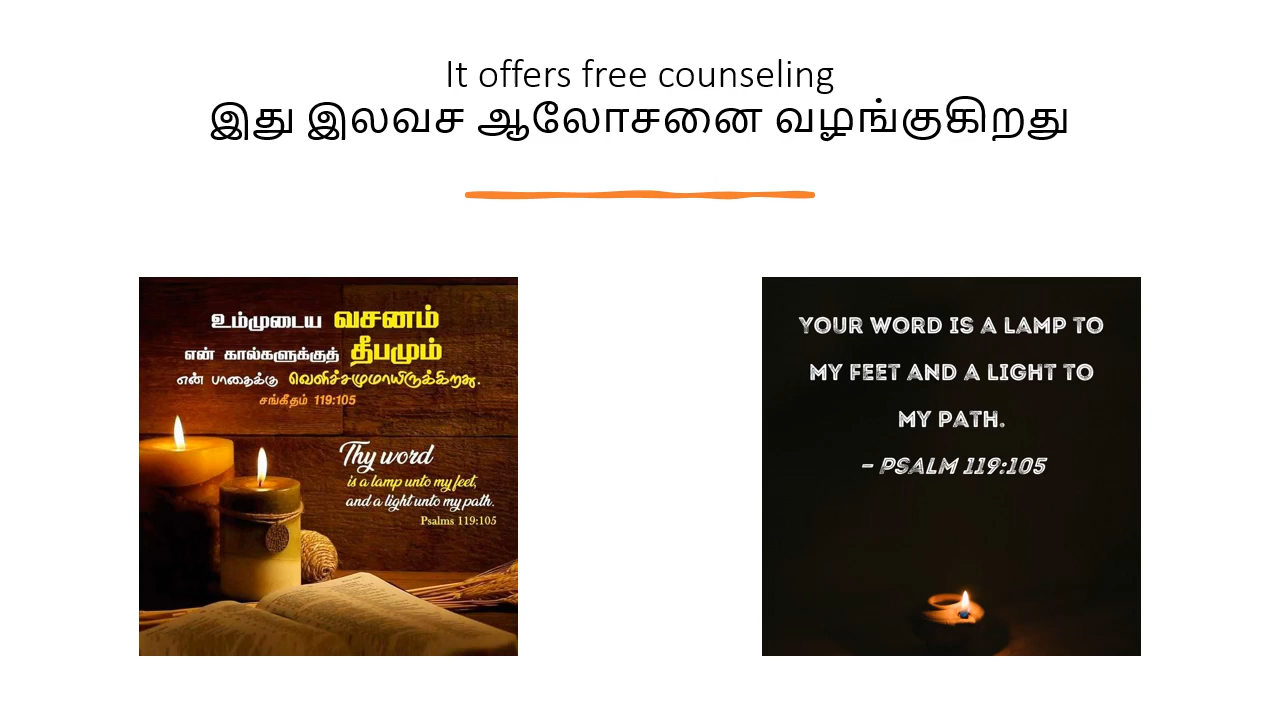 It offers free counseling
இது இலவச ஆலோசனை வழங்குகிறது
உம்முடைய வசனம்
என் கால்களுக்குத் தீபமும்
என் பாதைக்கு வெளிச்சமுமாயிருக்கிறது.
சங்கீதம் 119:105
Thy word
is a lamp unto my feet,
and a light unto my path.
Psalms 119:105
YOUR WORD IS A LAMP TO
MY FEET AND A LIGHT TO
MY PATH.
– PSALM 119:105